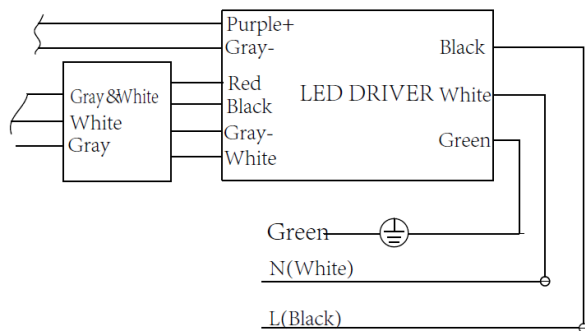 Purple+
Gray-
Black
Gray&White
White
Gray
Red
Black
Gray-
White
LED DRIVER
White
Green
Green
N(White)
L(Black)